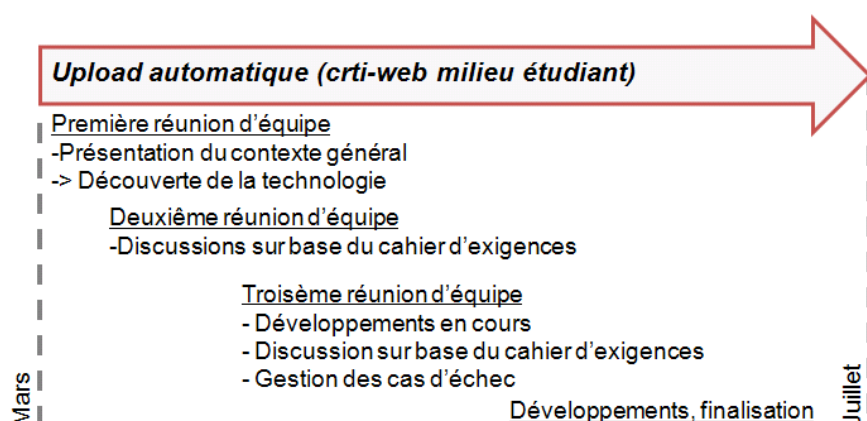 Upload automatique (crti-web milieu étudiant)
Première réunion d'équipe
-Présentation du contexte général
-> Découverte de la technologie
Deuxième réunion d'équipe
-Discussions sur base du cahier d'exigences
Troisème réunion d'équipe
- Développements en cours
- Discussion sur base du cahier d'exigences
- Gestion des cas d'échec
Développements, finalisation
Mars
Juillet